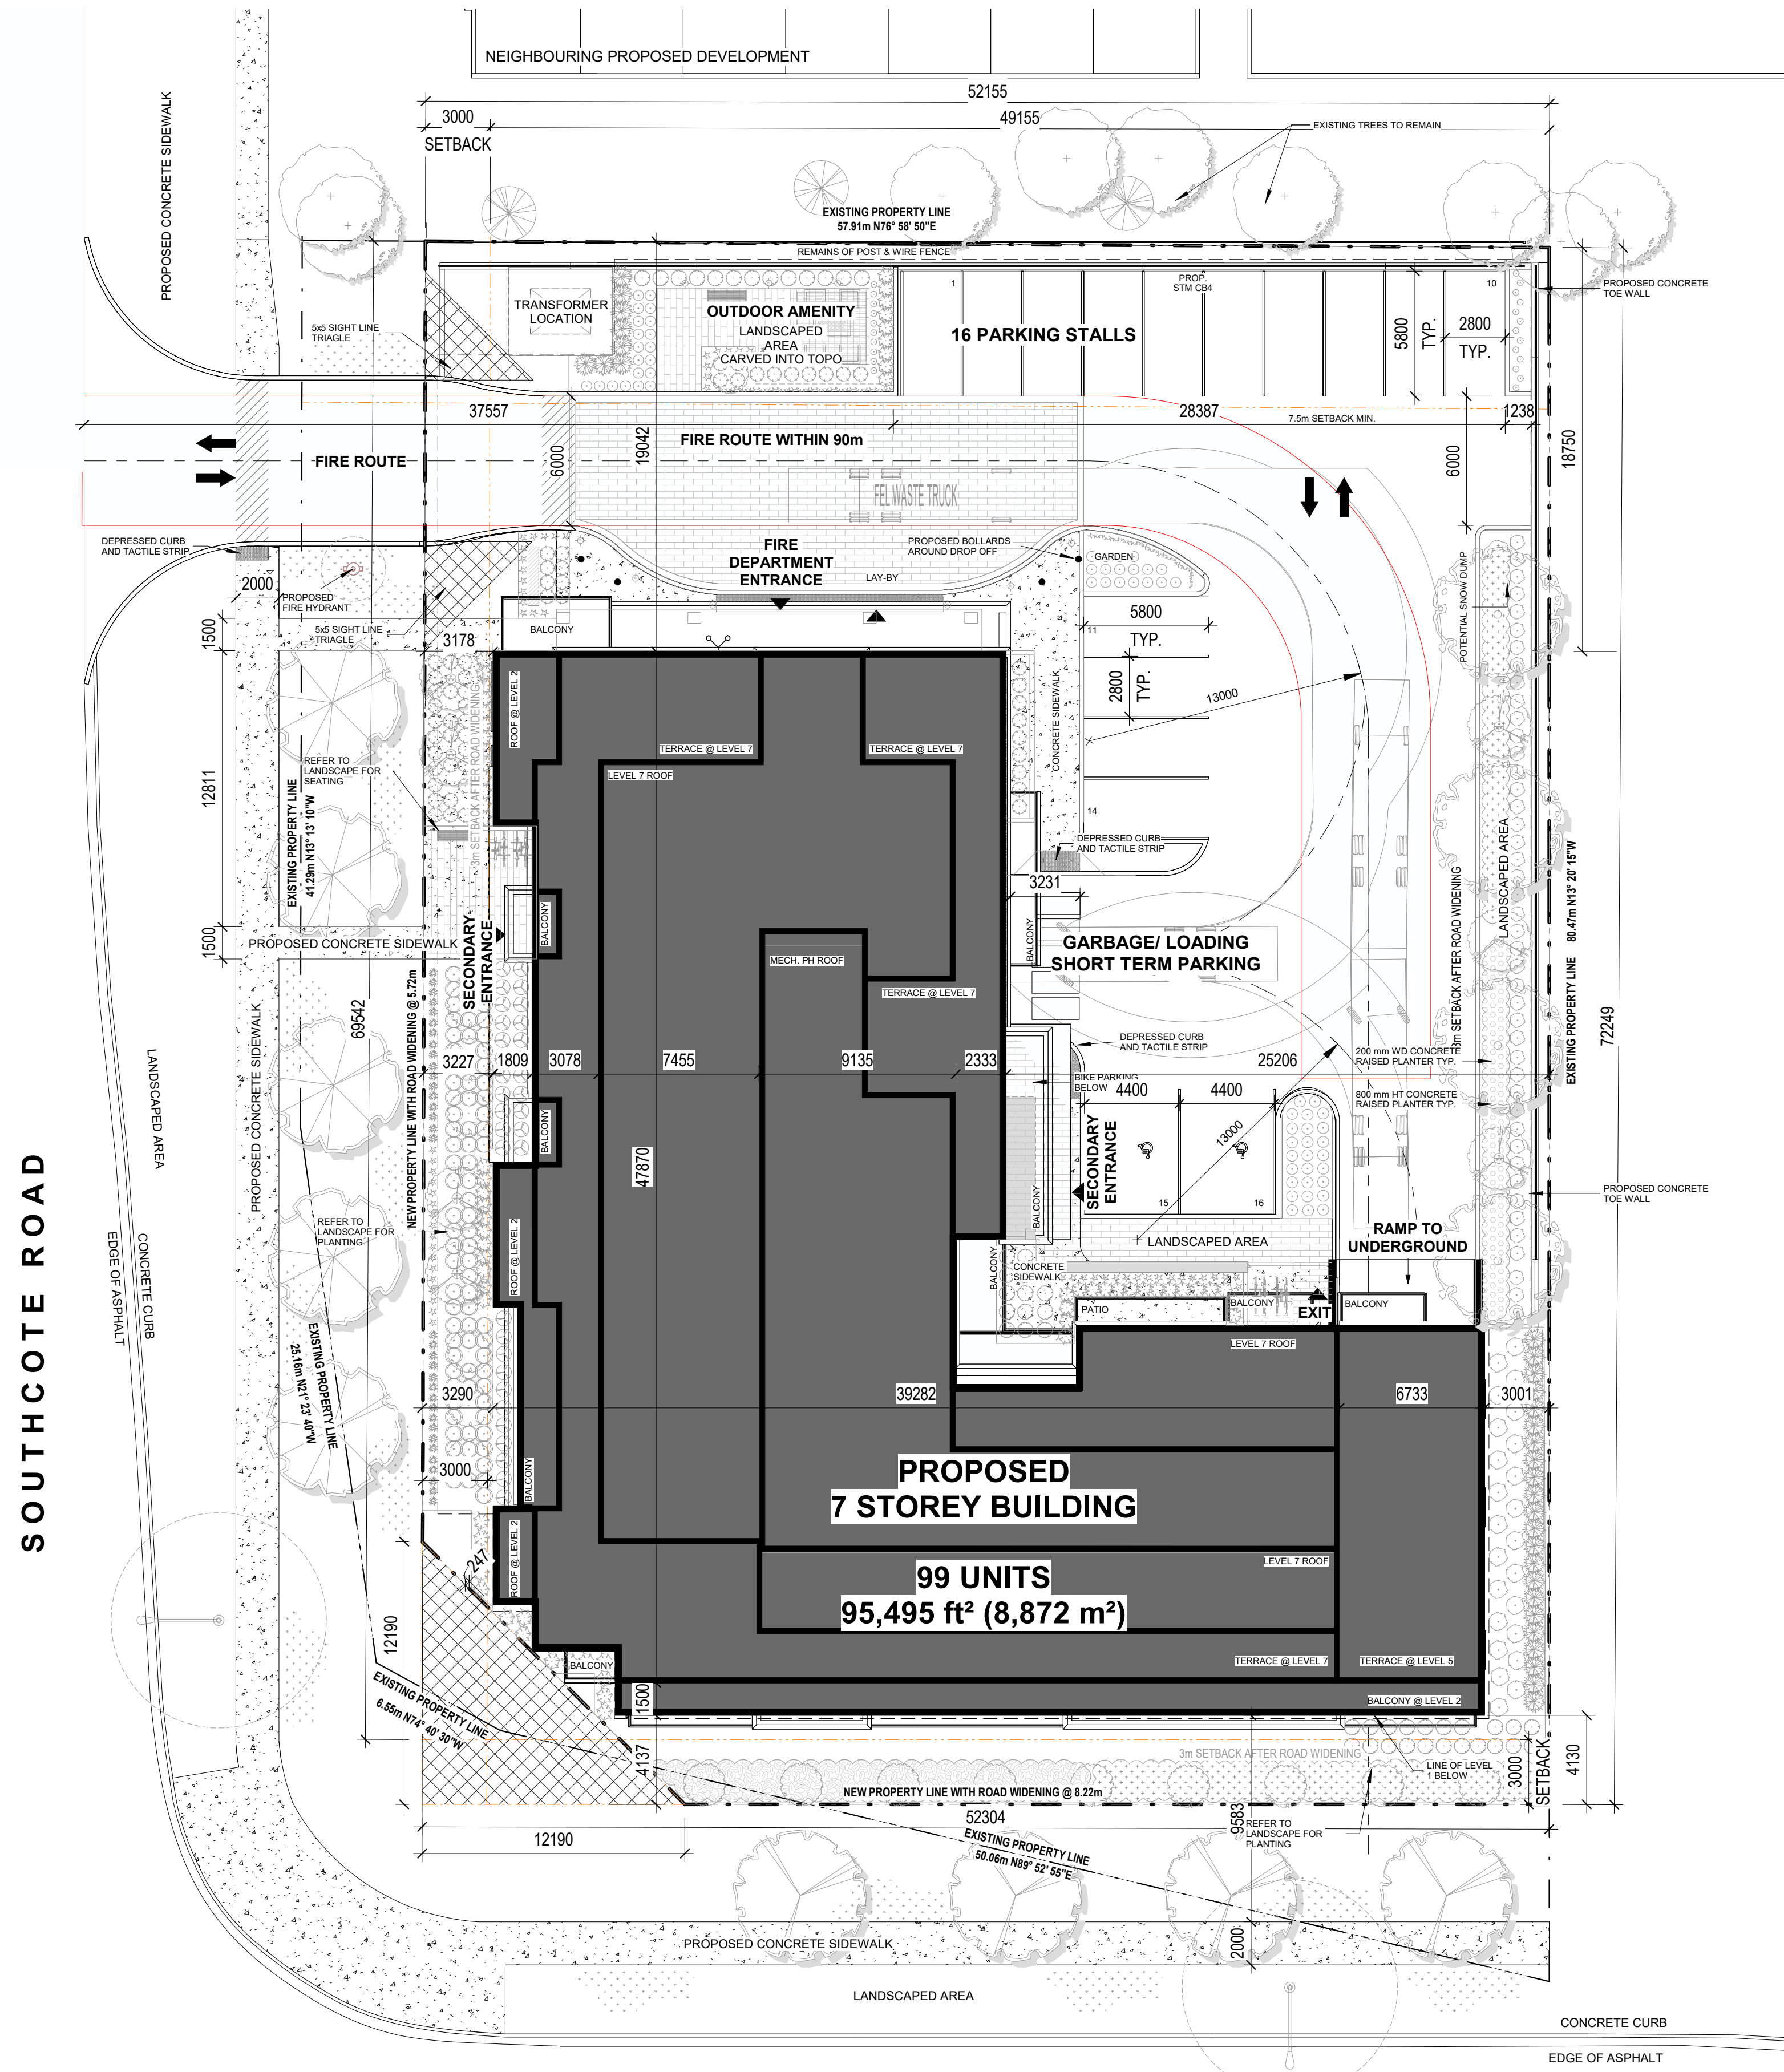 NEIGHBOURING PROPOSED DEVELOPMENT
52155
3000
49155
SETBACK
EXISTING TREES TO REMAIN
PROPOSED CONCRETE SIDEWALK
EXISTING PROPERTY LINE
57.91m N76° 58' 50"E
REMAINS OF POST & WIRE FENCE
TRANSFORMER
LOCATION
OUTDOOR AMENITY
LANDSCAPED
AREA
CARVED INTO TOPO
1
PROP.
STM CB4
10
16 PARKING STALLS
5800
TYP.
2800
TYP.
PROPOSED CONCRETE
TOE WALL
5x5 SIGHT LINE
TRIAGLE
37557
28387
7.5m SETBACK MIN.
1238
FIRE ROUTE
6000
19042
FIRE ROUTE WITHIN 90m
6000
18750
FEL WASTE TRUCK
DEPRESSED CURB
AND TACTILE STRIP
FIRE
DEPARTMENT
ENTRANCE
LAY-BY
PROPOSED BOLLARDS
AROUND DROP OFF
GARDEN
POTENTIAL SNOW DUMP
2000
PROPOSED
FIRE HYDRANT
5x5 SIGHT LINE
TRIAGLE
1500
3178
BALCONY
5800
TYP.
11
2800
TYP.
13000
CONCRETE SIDEWALK
ROOF @ LEVEL 2
3m SETBACK AFTER ROAD WIDENING
TERRACE @ LEVEL 7
TERRACE @ LEVEL 7
LEVEL 7 ROOF
REFER TO
LANDSCAPE FOR
SEATING
12811
EXISTING PROPERTY LINE
41.29m N13° 13' 10"W
14
DEPRESSED CURB
AND TACTILE STRIP
3231
LANDSCAPED AREA
3m SETBACK AFTER ROAD WIDENING
EXISTING PROPERTY LINE 80.47m N13° 20' 15"W
1500
PROPOSED CONCRETE SIDEWALK
SECONDARY
ENTRANCE
BALCONY
MECH. PH ROOF
TERRACE @ LEVEL 7
BALCONY
GARBAGE/ LOADING
SHORT TERM PARKING
NEW PROPERTY LINE WITH ROAD WIDENING @ 5.72m
69542
72249
PROPOSED CONCRETE SIDEWALK
LANDSCAPED AREA
3227
1809
3078
7455
9135
2333
25206
DEPRESSED CURB
AND TACTILE STRIP
200 mm WD CONCRETE
RAISED PLANTER TYP.
BIKE PARKING
BELOW
4400
4400
800 mm HT CONCRETE
RAISED PLANTER TYP.
13000
BALCONY
47870
SECONDARY
ENTRANCE
BALCONY
15
16
PROPOSED CONCRETE
TOE WALL
SOUTHCOTE ROAD
EDGE OF ASPHALT
CONCRETE CURB
REFER TO
LANDSCAPE FOR
PLANTING
ROOF @ LEVEL 2
LANDSCAPED AREA
RAMP TO
UNDERGROUND
BALCONY
CONCRETE
SIDEWALK
PATIO
BALCONY
EXIT
BALCONY
EXISTING PROPERTY LINE
25.16m N21° 23' 40"W
LEVEL 7 ROOF
3290
39282
6733
3001
3000
BALCONY
PROPOSED
7 STOREY BUILDING
ROOF @ LEVEL 2
247
LEVEL 7 ROOF
99 UNITS
95,495 ft² (8,872 m²)
12190
BALCONY
TERRACE @ LEVEL 7
TERRACE @ LEVEL 5
EXISTING PROPERTY LINE
6.55m N74° 40' 30"W
1500
BALCONY @ LEVEL 2
4137
3m SETBACK AFTER ROAD WIDENING
LINE OF LEVEL
1 BELOW
3000
SETBACK
4130
NEW PROPERTY LINE WITH ROAD WIDENING @ 8.22m
52304
12190
9583
REFER TO
LANDSCAPE FOR
PLANTING
EXISTING PROPERTY LINE
50.06m N89° 52' 55"E
PROPOSED CONCRETE SIDEWALK
2000
LANDSCAPED AREA
CONCRETE CURB
EDGE OF ASPHALT